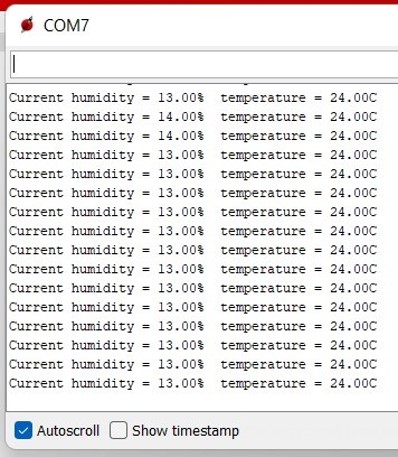 COM7
Current humidity = 13.00%  temperature = 24.00C
Current humidity = 14.00%  temperature = 24.00C
Current humidity = 14.00%  temperature = 24.00C
Current humidity = 13.00%  temperature = 24.00C
Current humidity = 13.00%  temperature = 24.00C
Current humidity = 13.00%  temperature = 24.00C
Current humidity = 13.00%  temperature = 24.00C
Current humidity = 13.00%  temperature = 24.00C
Current humidity = 13.00%  temperature = 24.00C
Current humidity = 13.00%  temperature = 24.00C
Current humidity = 13.00%  temperature = 24.00C
Current humidity = 13.00%  temperature = 24.00C
Current humidity = 13.00%  temperature = 24.00C
Current humidity = 13.00%  temperature = 24.00C
Current humidity = 13.00%  temperature = 24.00C
Current humidity = 13.00%  temperature = 24.00C
Autoscroll Show timestamp